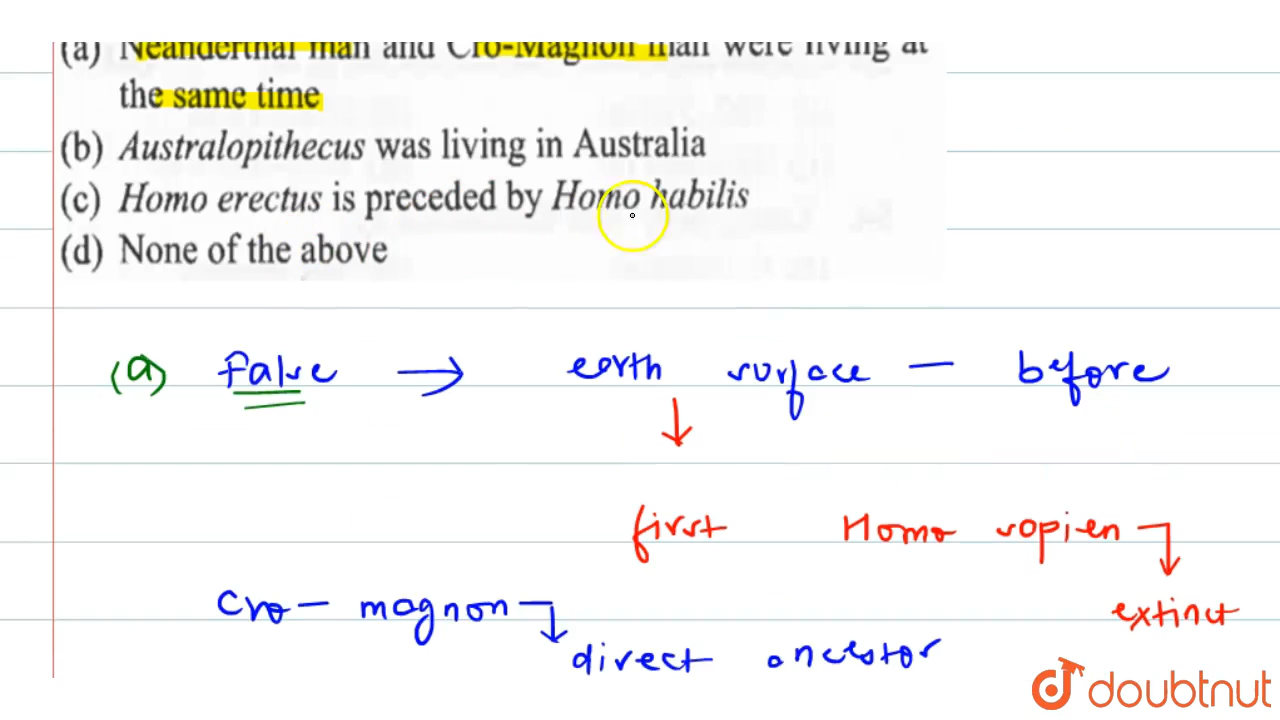 (a) Neanderthal man and Cro-Magnon man were living at
the same time
(b) Australopithecus was living in Australia
(c) Homo erectus is preceded by Homo habilis
(d) None of the above
(a) false → earth surface — before
↓
first Homo sapien
extinct
Cro- magnon
direct ancestor
doubtnut